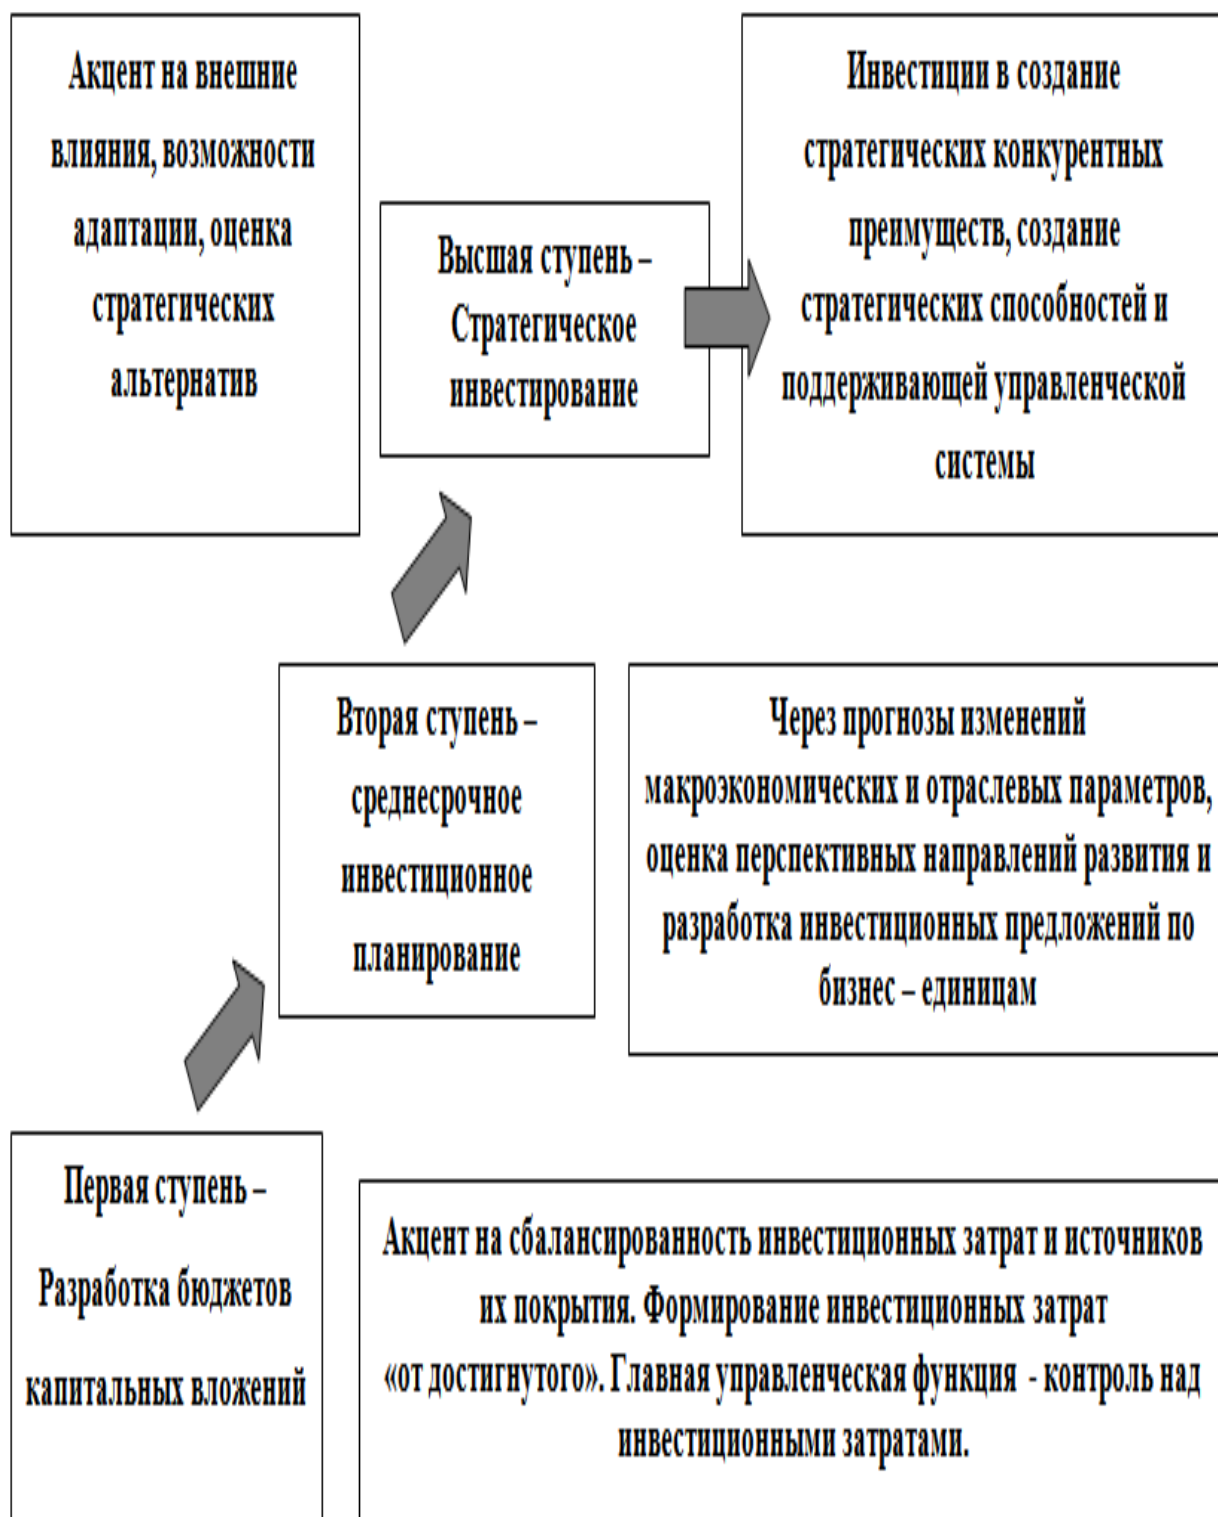 Акцент на внешние
влияния, возможности
адаптации, оценка
стратегических
альтернатив
Высшая ступень –
Стратегическое
инвестирование
Инвестиции в создание
стратегических конкурентных
преимуществ, создание
стратегических способностей и
поддерживающей управленческой
системы
Вторая ступень –
среднесрочное
инвестиционное
планирование
Через прогнозы изменений
макроэкономических и отраслевых параметров,
оценка перспективных направлений развития и
разработка инвестиционных предложений по
бизнес – единицам
Первая ступень –
Разработка бюджетов
капитальных вложений
Акцент на сбалансированность инвестиционных затрат и источников
их покрытия. Формирование инвестиционных затрат
«от достигнутого». Главная управленческая функция - контроль над
инвестиционными затратами.